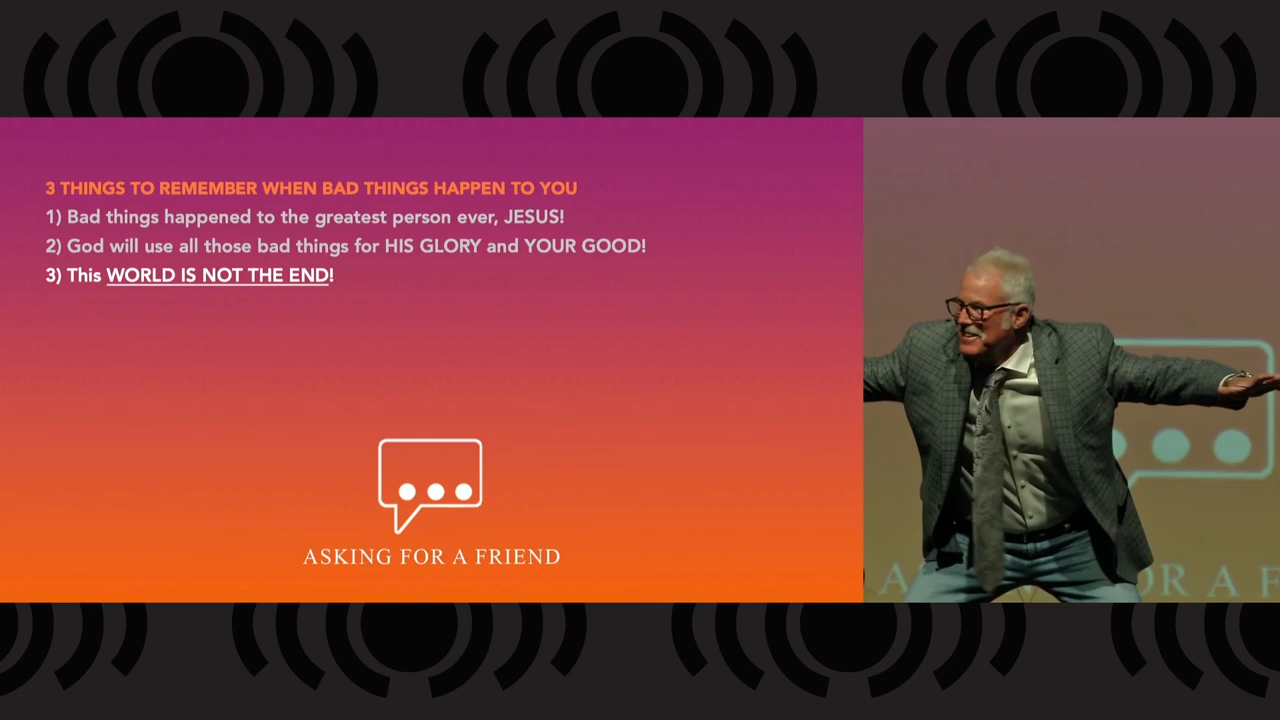 3 THINGS TO REMEMBER WHEN BAD THINGS HAPPEN TO YOU
1) Bad things happened to the greatest person ever, JESUS!
2) God will use all those bad things for HIS GLORY and YOUR GOOD!
3) This WORLD IS NOT THE END!
ASKING FOR A FRIEND
OR A F